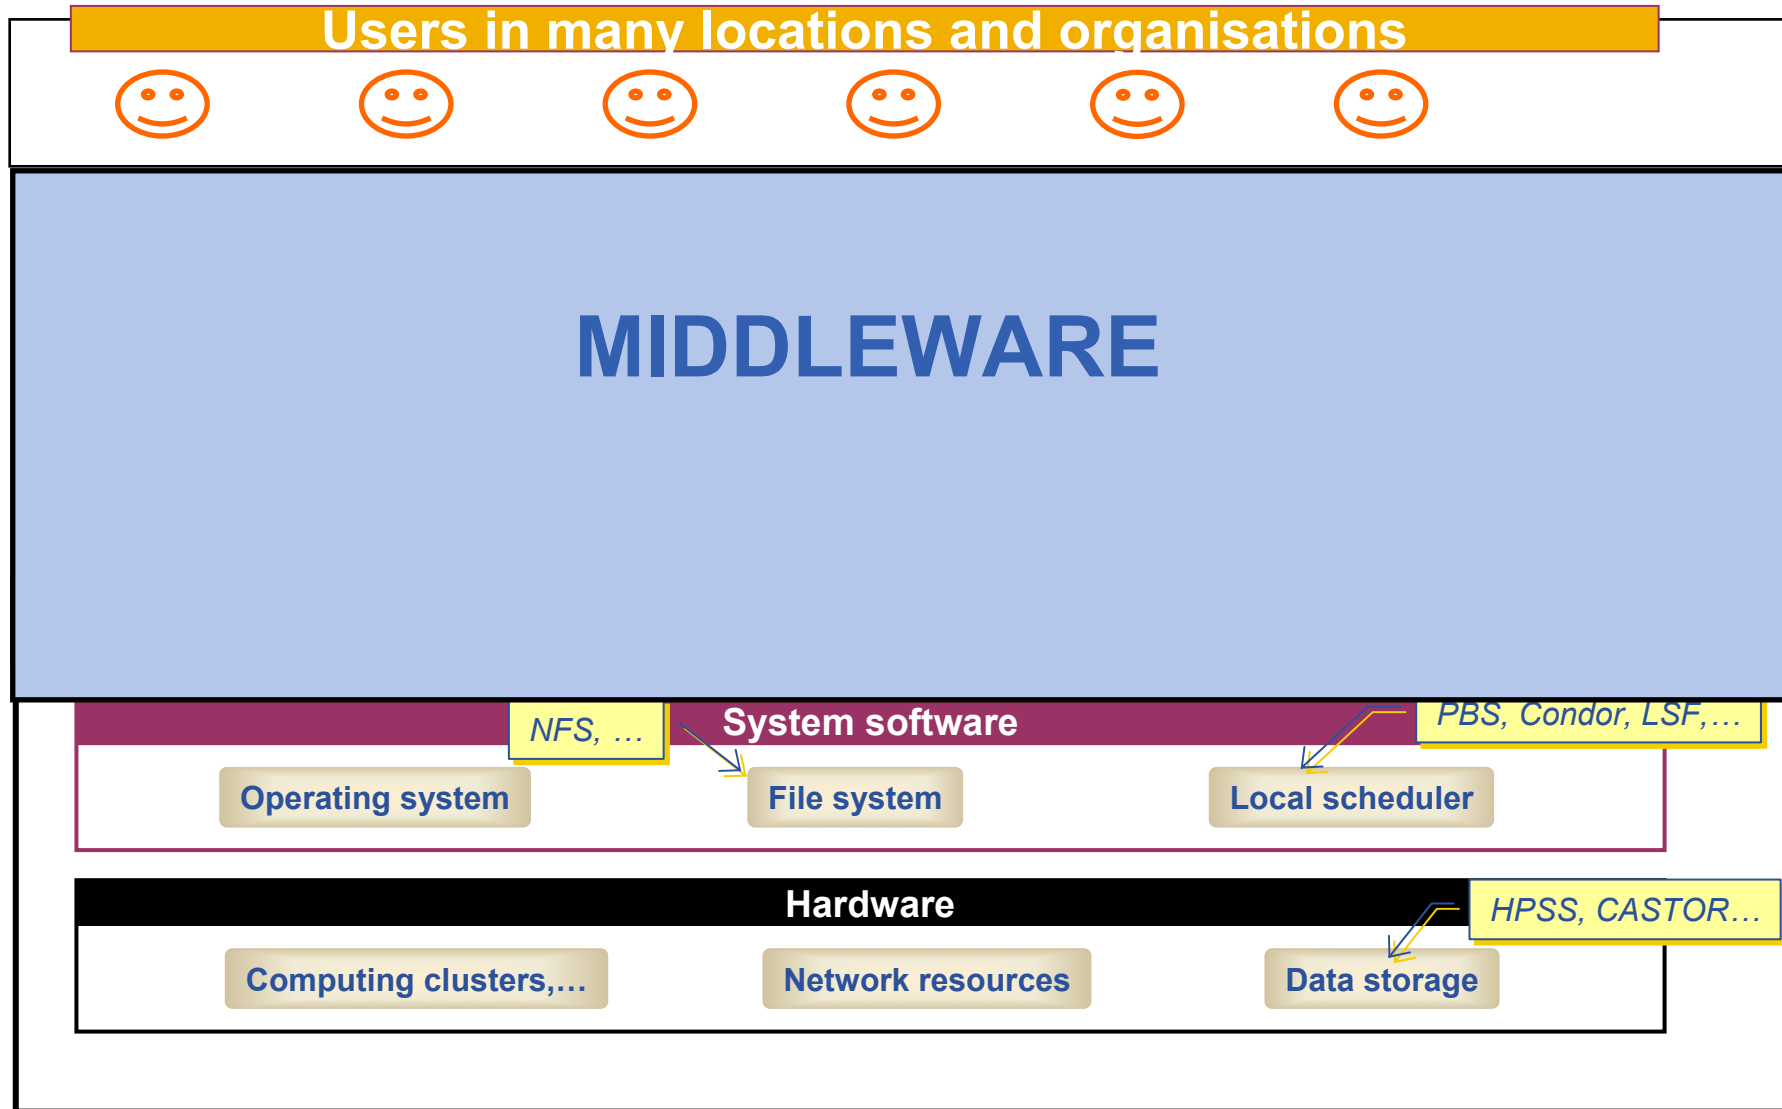 Users in many locations and organisations
MIDDLEWARE
System software
NFS, …
PBS, Condor, LSF,…
Operating system
File system
Local scheduler
Hardware
HPSS, CASTOR…
Computing clusters,…
Network resources
Data storage